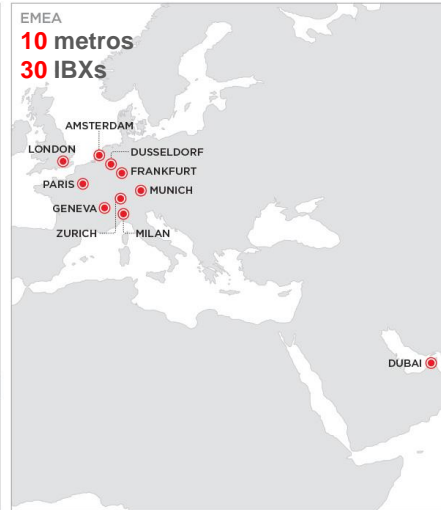 EMEA
10 metros
30 IBXs
AMSTERDAM
LONDON
DUSSELDORF
FRANKFURT
PARIS
MUNICH
GENEVA
ZURICH
MILAN
DUBAI